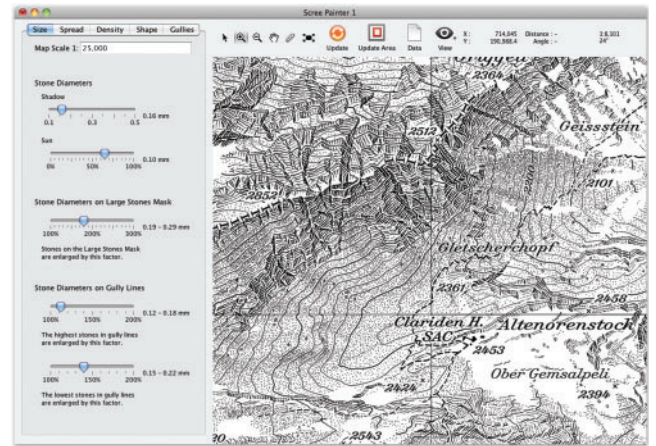 Scree Painter 1
Size Spread Density Shape Gullies
Map Scale 1: 25,000
Stone Diameters
Shadow
0.16 mm
0.1 0.3 0.5
Sun
0.10 mm
0% 50% 100%
Stone Diameters on Large Stones Mask
0.19 – 0.29 mm
100% 200% 300%
Stones on the Large Stones Mask
are enlarged by this factor.
Stone Diameters on Gully Lines
0.12 – 0.18 mm
100% 150% 200%
The highest stones in gully lines
are enlarged by this factor.
0.15 – 0.22 mm
100% 150% 200%
The lowest stones in gully lines
are enlarged by this factor.
Update Update Area Data View
X : 714,045 Distance : – 1:8,101
Y : 190,988.4 Angle : – 24"
2364
2512
Geissstein
2852
2101
Gletscherchopf
2361
2458
Clariden H. Altenorenstock
SAC
2453
Ober Gemsalpeli
2424
2394
2543